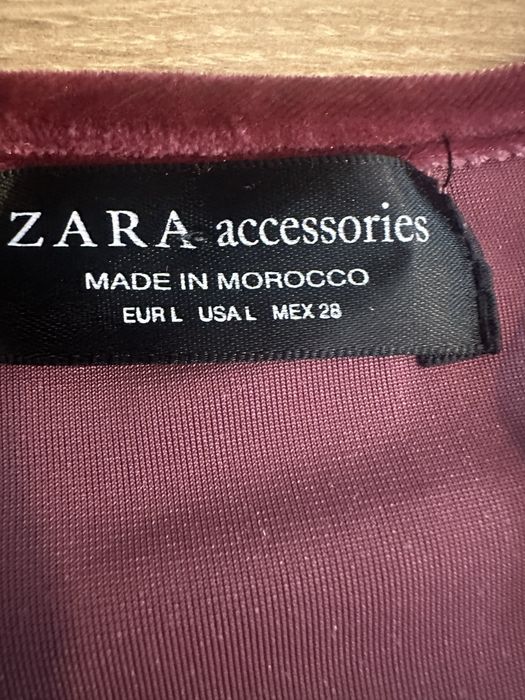 ZARA accessories
MADE IN MOROCCO
EUR L USA L MEX 28